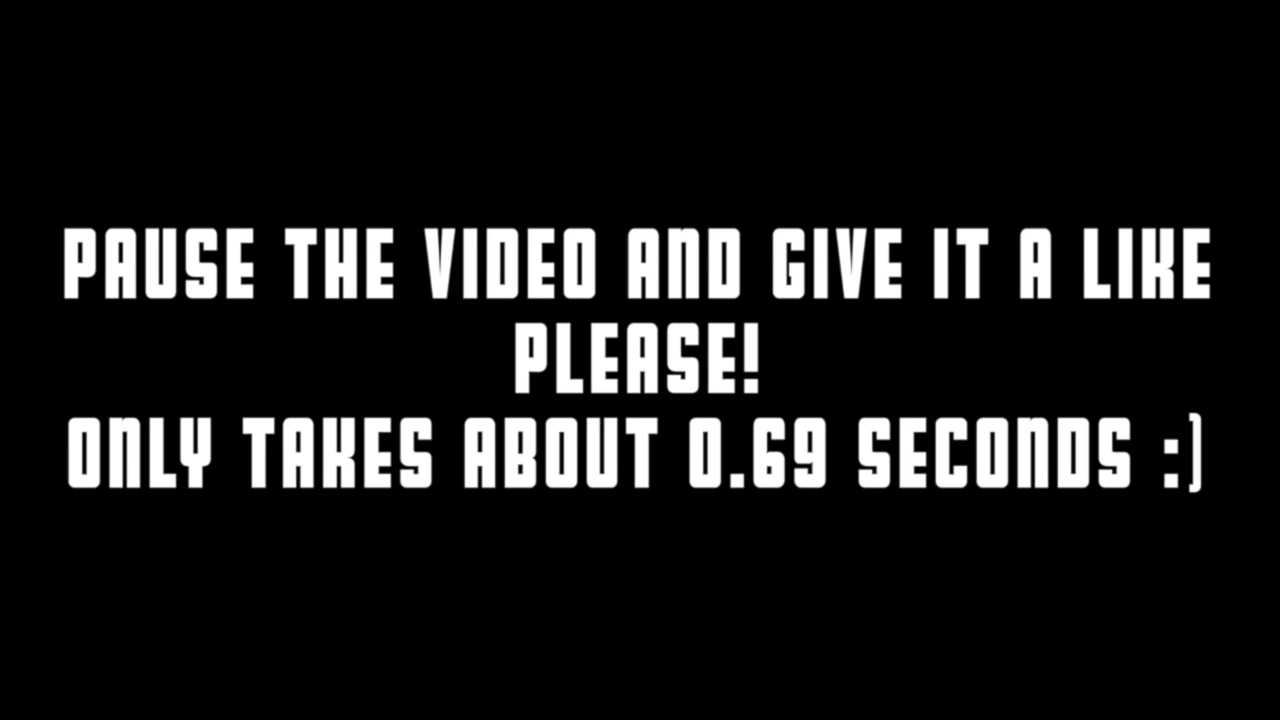 PAUSE THE VIDEO AND GIVE IT A LIKE
PLEASE!
ONLY TAKES ABOUT 0.69 SECONDS :)